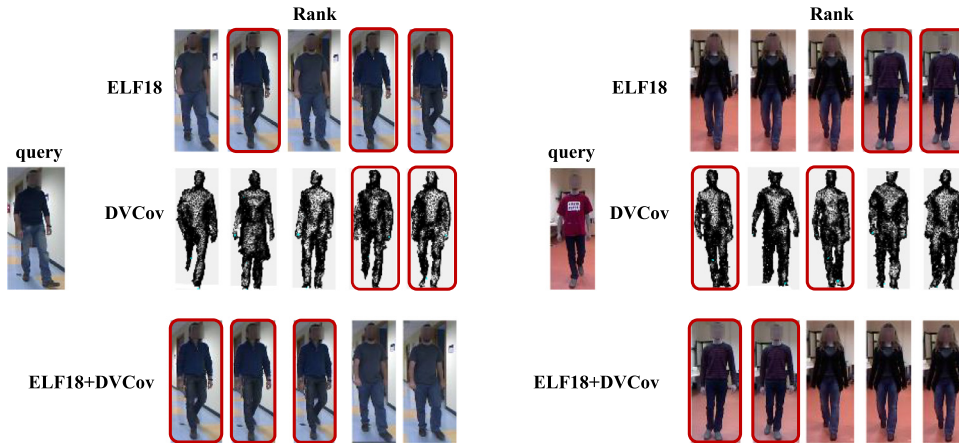 Rank
ELF18
query
DVCov
ELF18+DVCov
Rank
ELF18
query
DVCov
ELF18+DVCov